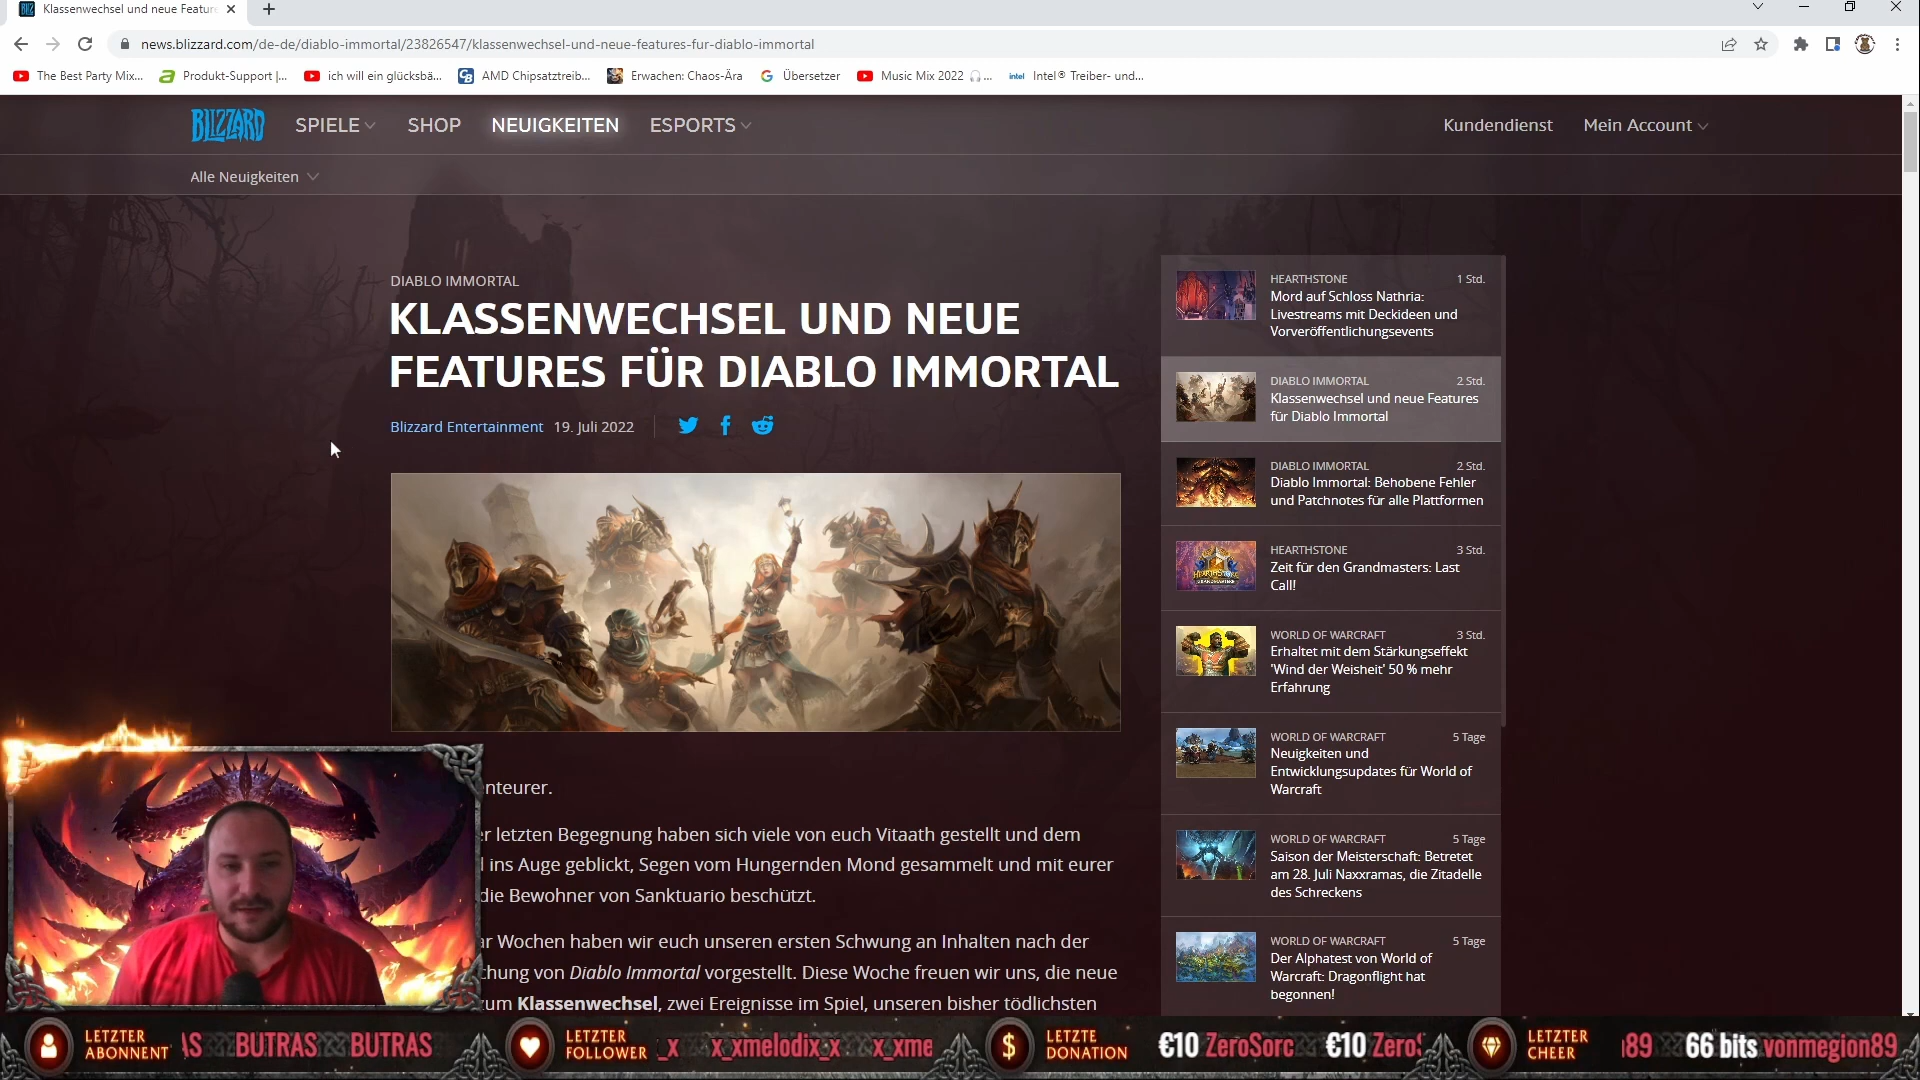 Klassenwechsel und neue Feature
news.blizzard.com/de-de/diablo-immortal/23826547/klassenwechsel-und-neue-features-fur-diablo-immortal
The Best Party Mix...
Produkt-Support |...
ich will ein glücksbä...
AMD Chipsatztreib...
Erwachen: Chaos-Ära
Übersetzer
Music Mix 2022 🎧...
Intel® Treiber- und...
BLIZZARD
SPIELE
SHOP
NEUIGKEITEN
ESPORTS
Kundendienst
Mein Account
Alle Neuigkeiten
DIABLO IMMORTAL
KLASSENWECHSEL UND NEUE
FEATURES FÜR DIABLO IMMORTAL
Blizzard Entertainment 19. Juli 2022
nteurer.
er letzten Begegnung haben sich viele von euch Vitaath gestellt und dem
l ins Auge geblickt, Segen vom Hungernden Mond gesammelt und mit eurer
die Bewohner von Sanktuario beschützt.
ar Wochen haben wir euch unseren ersten Schwung an Inhalten nach der
chung von Diablo Immortal vorgestellt. Diese Woche freuen wir uns, die neue
zum Klassenwechsel, zwei Ereignisse im Spiel, unseren bisher tödlichsten
HEARTHSTONE 1 Std.
Mord auf Schloss Nathria:
Livestreams mit Deckideen und
Vorveröffentlichungsevents
DIABLO IMMORTAL 2 Std.
Klassenwechsel und neue Features
für Diablo Immortal
DIABLO IMMORTAL 2 Std.
Diablo Immortal: Behobene Fehler
und Patchnotes für alle Plattformen
HEARTHSTONE 3 Std.
Zeit für den Grandmasters: Last
Call!
WORLD OF WARCRAFT 3 Std.
Erhaltet mit dem Stärkungseffekt
'Wind der Weisheit' 50 % mehr
Erfahrung
WORLD OF WARCRAFT 5 Tage
Neuigkeiten und
Entwicklungsupdates für World of
Warcraft
WORLD OF WARCRAFT 5 Tage
Saison der Meisterschaft: Betretet
am 28. Juli Naxxramas, die Zitadelle
des Schreckens
WORLD OF WARCRAFT 5 Tage
Der Alphatest von World of
Warcraft: Dragonflight hat
begonnen!
LETZTER
ABONNENT
AS BUTRAS BUTRAS
LETZTER
FOLLOWER
_x x_xmelodix_x x_xme
LETZTE
DONATION
€10 ZeroSorc €10 Zero
LETZTER
CHEER
89 66 bits vonmegion89